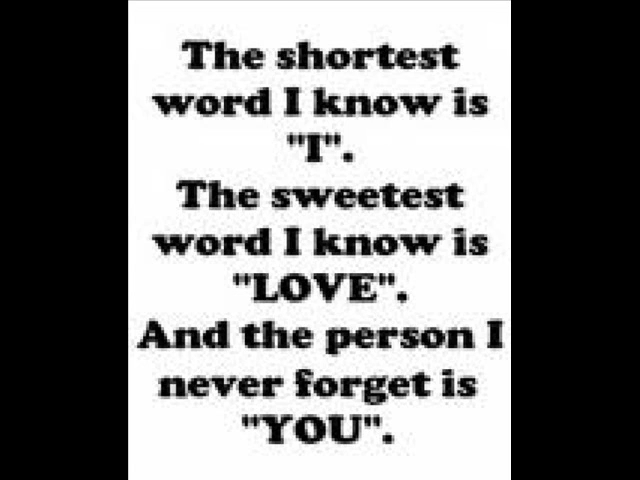 The shortest
word I know is
"I".
The sweetest
word I know is
"LOVE".
And the person I
never forget is
"YOU".